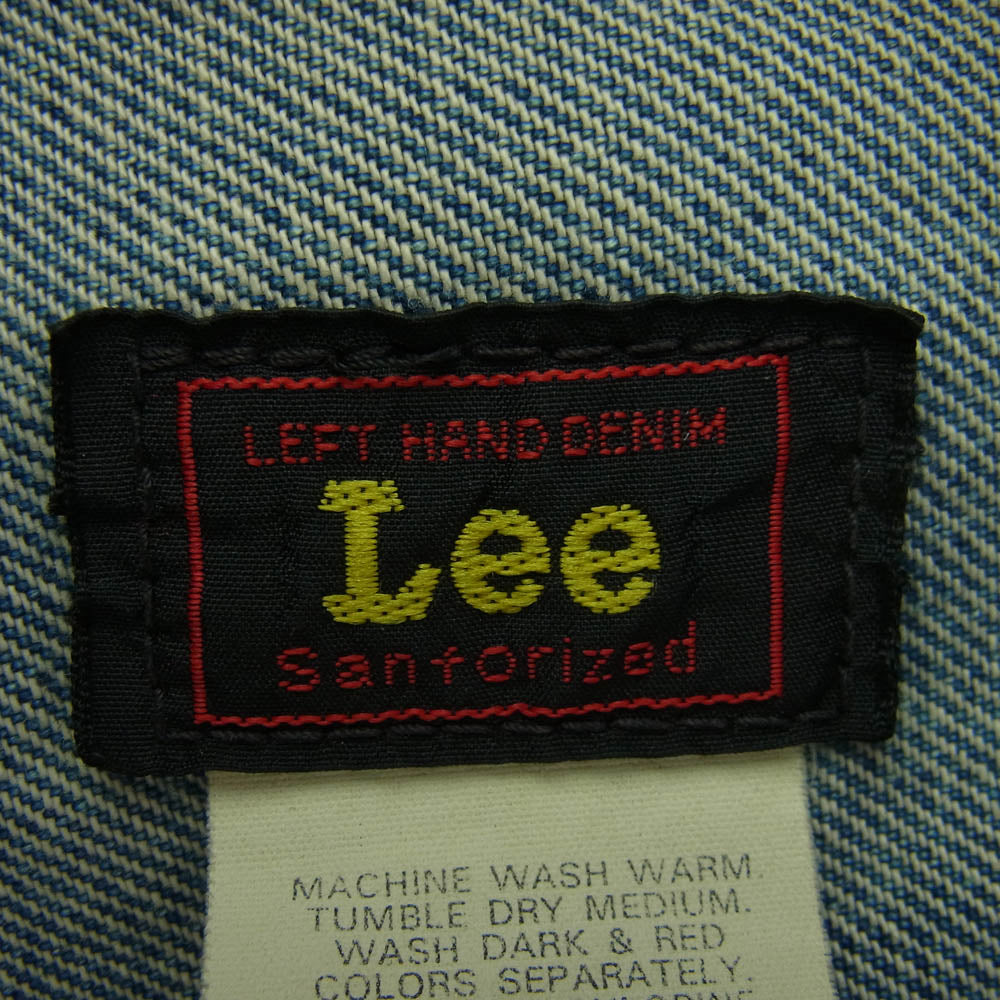 LEFT HAND DENIM
Lee
Sanforized
MACHINE WASH WARM.
TUMBLE DRY MEDIUM.
WASH DARK & RED
COLORS SEPARATELY.